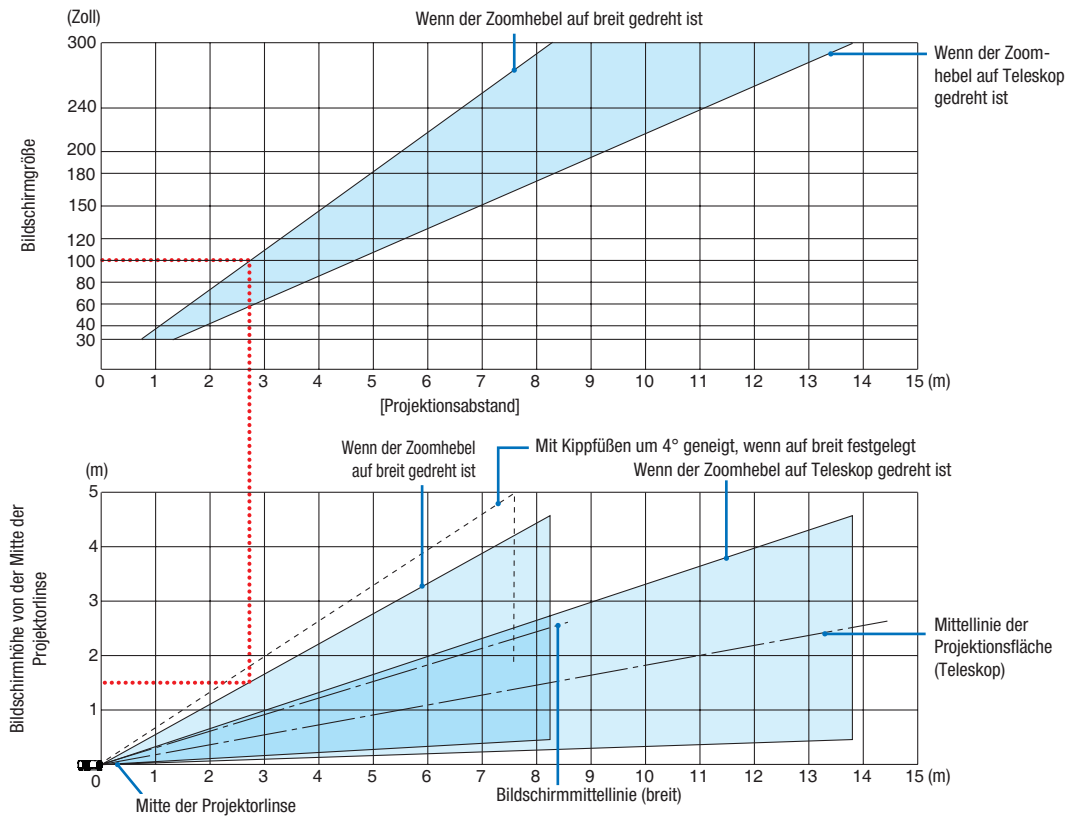 (Zoll)
Wenn der Zoomhebel auf breit gedreht ist
Wenn der Zoom-
hebel auf Teleskop
gedreht ist
Bildschirmgröße
300
240
200
180
150
120
100
80
60
40
30
0 1 2 3 4 5 6 7 8 9 10 11 12 13 14 15 (m)
[Projektionsabstand]
Wenn der Zoomhebel
auf breit gedreht ist
Mit Kippfüßen um 4° geneigt, wenn auf breit festgelegt
Wenn der Zoomhebel auf Teleskop gedreht ist
(m)
Bildschirmhöhe von der Mitte der
Projektorlinse
5
4
3
2
1
Mittellinie der
Projektionsfläche
(Teleskop)
0 1 2 3 4 5 6 7 8 9 10 11 12 13 14 15 (m)
Mitte der Projektorlinse
Bildschirmmittellinie (breit)